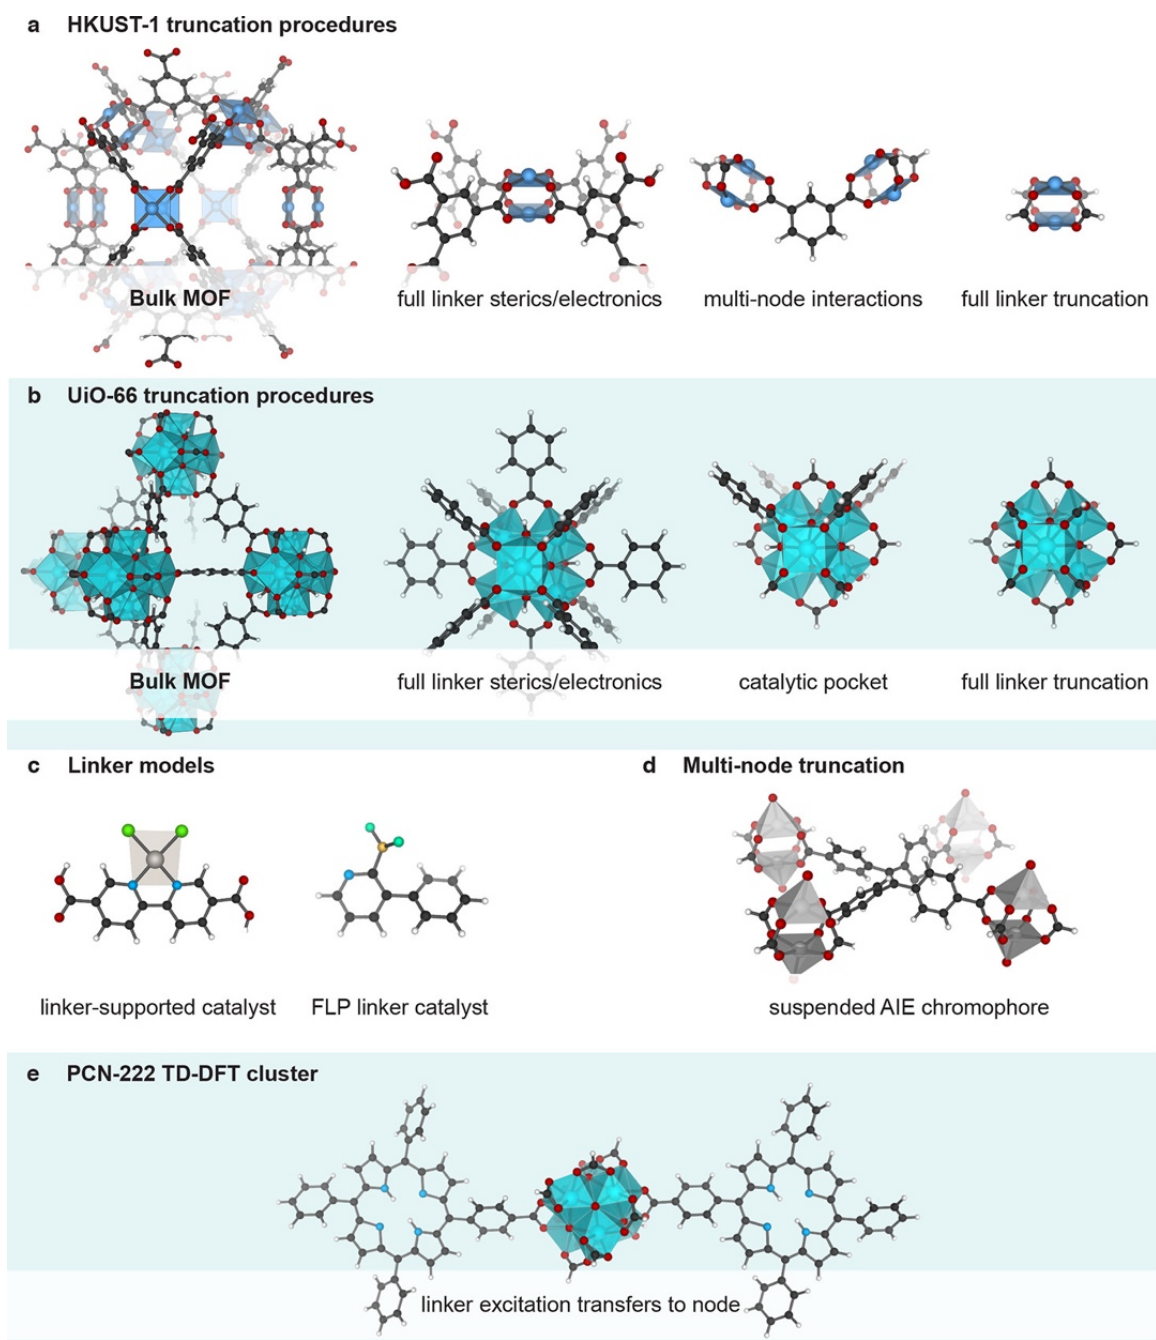 a HKUST-1 truncation procedures
Bulk MOF
full linker sterics/electronics
multi-node interactions
full linker truncation
b UiO-66 truncation procedures
Bulk MOF
full linker sterics/electronics
catalytic pocket
full linker truncation
c Linker models
linker-supported catalyst
FLP linker catalyst
d Multi-node truncation
suspended AIE chromophore
e PCN-222 TD-DFT cluster
linker excitation transfers to node